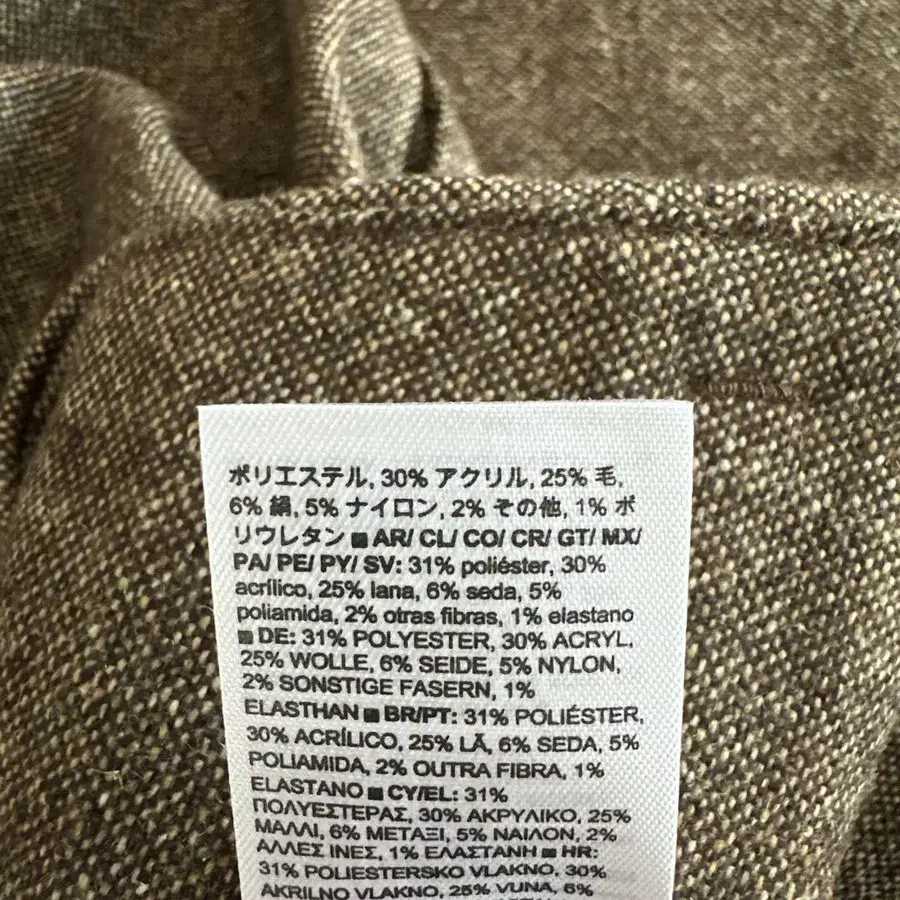 ポリエステル, 30% アクリル, 25% 毛,
6% 絹, 5% ナイロン, 2% その他, 1% ポ
リウレタン ■ AR/ CL/ CO/ CR/ GT/ MX/
PA/ PE/ PY/ SV: 31% poliéster, 30%
acrílico, 25% lana, 6% seda, 5%
poliamida, 2% otras fibras, 1% elastano
■ DE: 31% POLYESTER, 30% ACRYL,
25% WOLLE, 6% SEIDE, 5% NYLON,
2% SONSTIGE FASERN, 1%
ELASTHAN ■ BR/PT: 31% POLIÉSTER,
30% ACRÍLICO, 25% LÃ, 6% SEDA, 5%
POLIAMIDA, 2% OUTRA FIBRA, 1%
ELASTANO ■ CY/EL: 31%
ΠΟΛΥΕΣΤΕΡΑΣ, 30% ΑΚΡΥΛΙΚΟ, 25%
ΜΑΛΛΙ, 6% ΜΕΤΑΞΙ, 5% ΝΑΙΛΟΝ, 2%
ΑΛΛΕΣ ΙΝΕΣ, 1% ΕΛΑΣΤΑΝΗ ■ HR:
31% POLIESTERSKO VLAKNO, 30%
AKRILNO VLAKNO, 25% VUNA, 6%